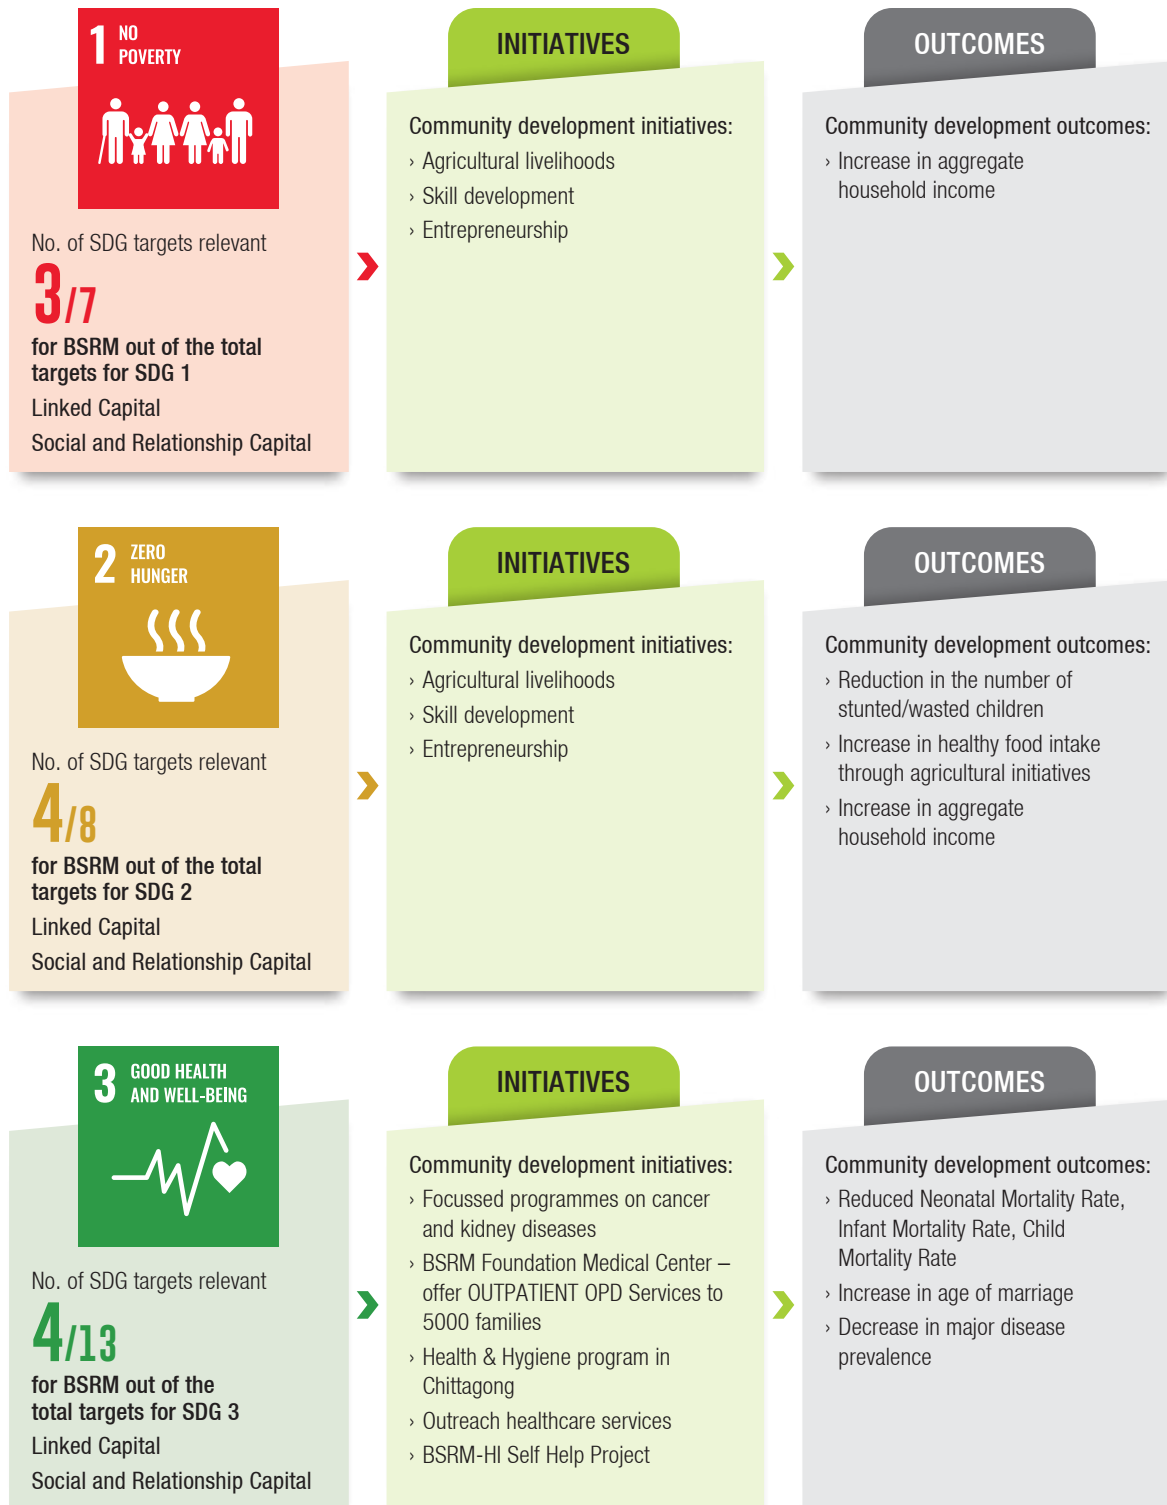 1 NO
POVERTY
No. of SDG targets relevant
3/7
for BSRM out of the total
targets for SDG 1
Linked Capital
Social and Relationship Capital
INITIATIVES
Community development initiatives:
› Agricultural livelihoods
› Skill development
› Entrepreneurship
OUTCOMES
Community development outcomes:
› Increase in aggregate
household income
2 ZERO
HUNGER
No. of SDG targets relevant
4/8
for BSRM out of the total
targets for SDG 2
Linked Capital
Social and Relationship Capital
INITIATIVES
Community development initiatives:
› Agricultural livelihoods
› Skill development
› Entrepreneurship
OUTCOMES
Community development outcomes:
› Reduction in the number of
stunted/wasted children
› Increase in healthy food intake
through agricultural initiatives
› Increase in aggregate
household income
3 GOOD HEALTH
AND WELL-BEING
No. of SDG targets relevant
4/13
for BSRM out of the
total targets for SDG 3
Linked Capital
Social and Relationship Capital
INITIATIVES
Community development initiatives:
› Focussed programmes on cancer
and kidney diseases
› BSRM Foundation Medical Center –
offer OUTPATIENT OPD Services to
5000 families
› Health & Hygiene program in
Chittagong
› Outreach healthcare services
› BSRM-HI Self Help Project
OUTCOMES
Community development outcomes:
› Reduced Neonatal Mortality Rate,
Infant Mortality Rate, Child
Mortality Rate
› Increase in age of marriage
› Decrease in major disease
prevalence